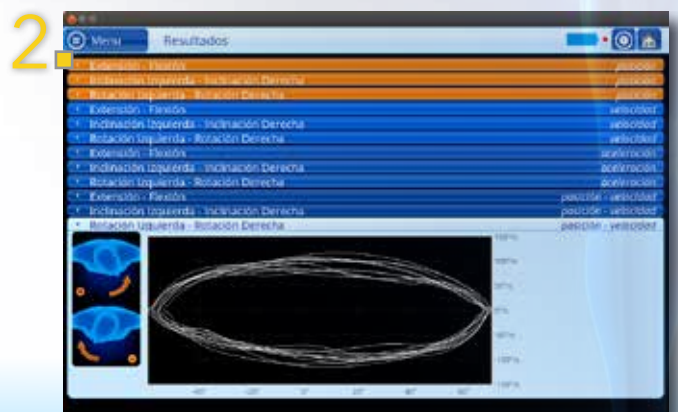 2
Menu Resultados
Extensión - Flexión posición
Inclinación Izquierda - Inclinación Derecha posición
Rotación Izquierda - Rotación Derecha posición
Extensión - Flexión velocidad
Inclinación Izquierda - Inclinación Derecha velocidad
Rotación Izquierda - Rotación Derecha velocidad
Extensión - Flexión aceleración
Inclinación Izquierda - Inclinación Derecha aceleración
Rotación Izquierda - Rotación Derecha aceleración
Extensión - Flexión posición - velocidad
Inclinación Izquierda - Inclinación Derecha posición - velocidad
Rotación Izquierda - Rotación Derecha posición - velocidad